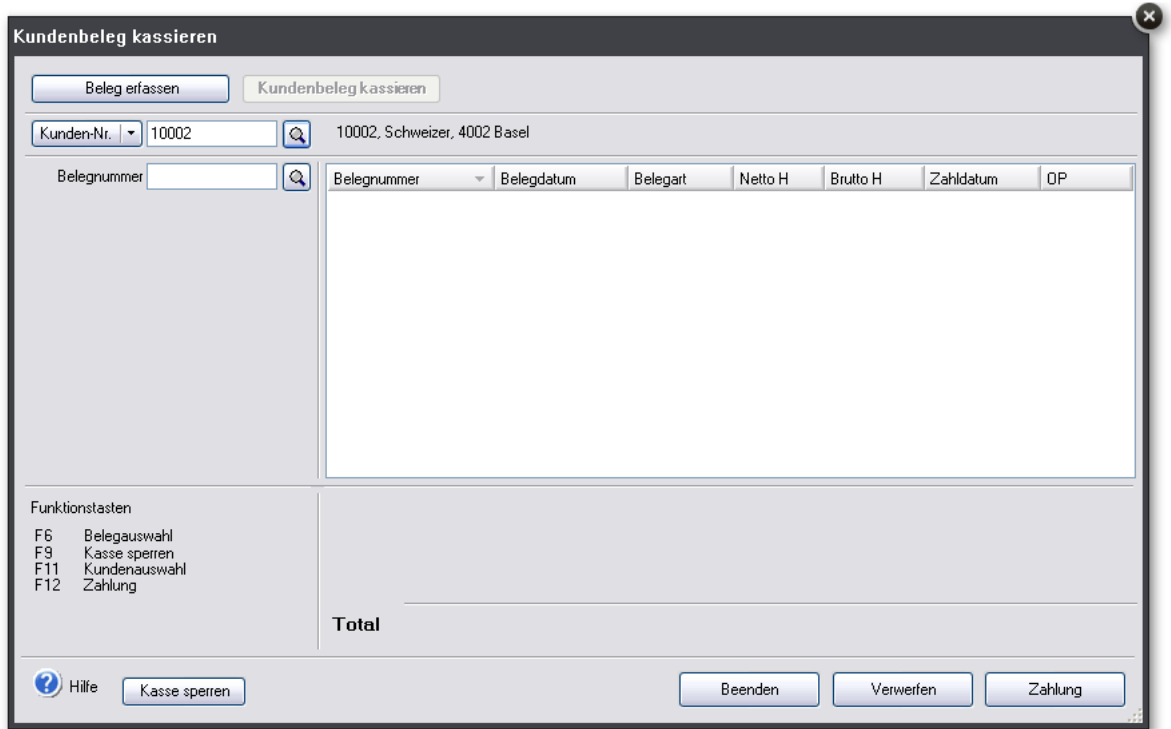 Kundenbeleg kassieren
Beleg erfassen Kundenbeleg kassieren
Kunden-Nr. 10002 10002, Schweizer, 4002 Basel
Belegnummer
Belegnummer Belegdatum Belegart Netto H Brutto H Zahldatum OP
Funktionstasten
F6 Belegauswahl
F9 Kasse sperren
F11 Kundenauswahl
F12 Zahlung
Total
Hilfe Kasse sperren Beenden Verwerfen Zahlung